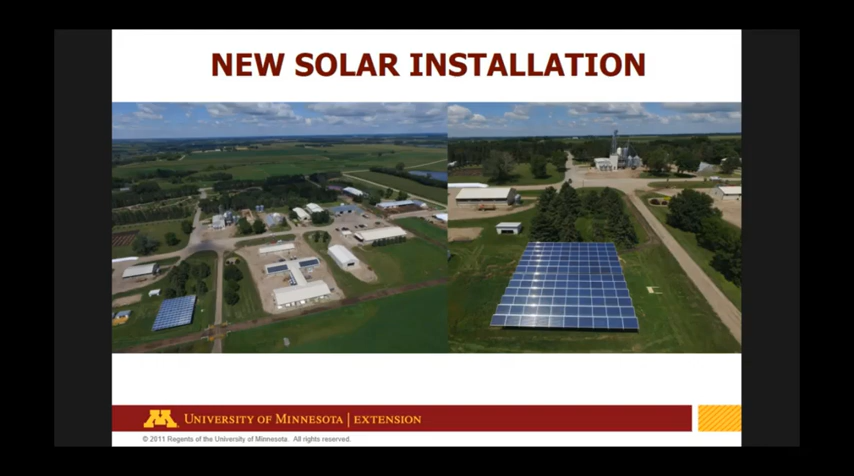 NEW SOLAR INSTALLATION
UNIVERSITY OF MINNESOTA | EXTENSION
© 2011 Regents of the University of Minnesota. All rights reserved.